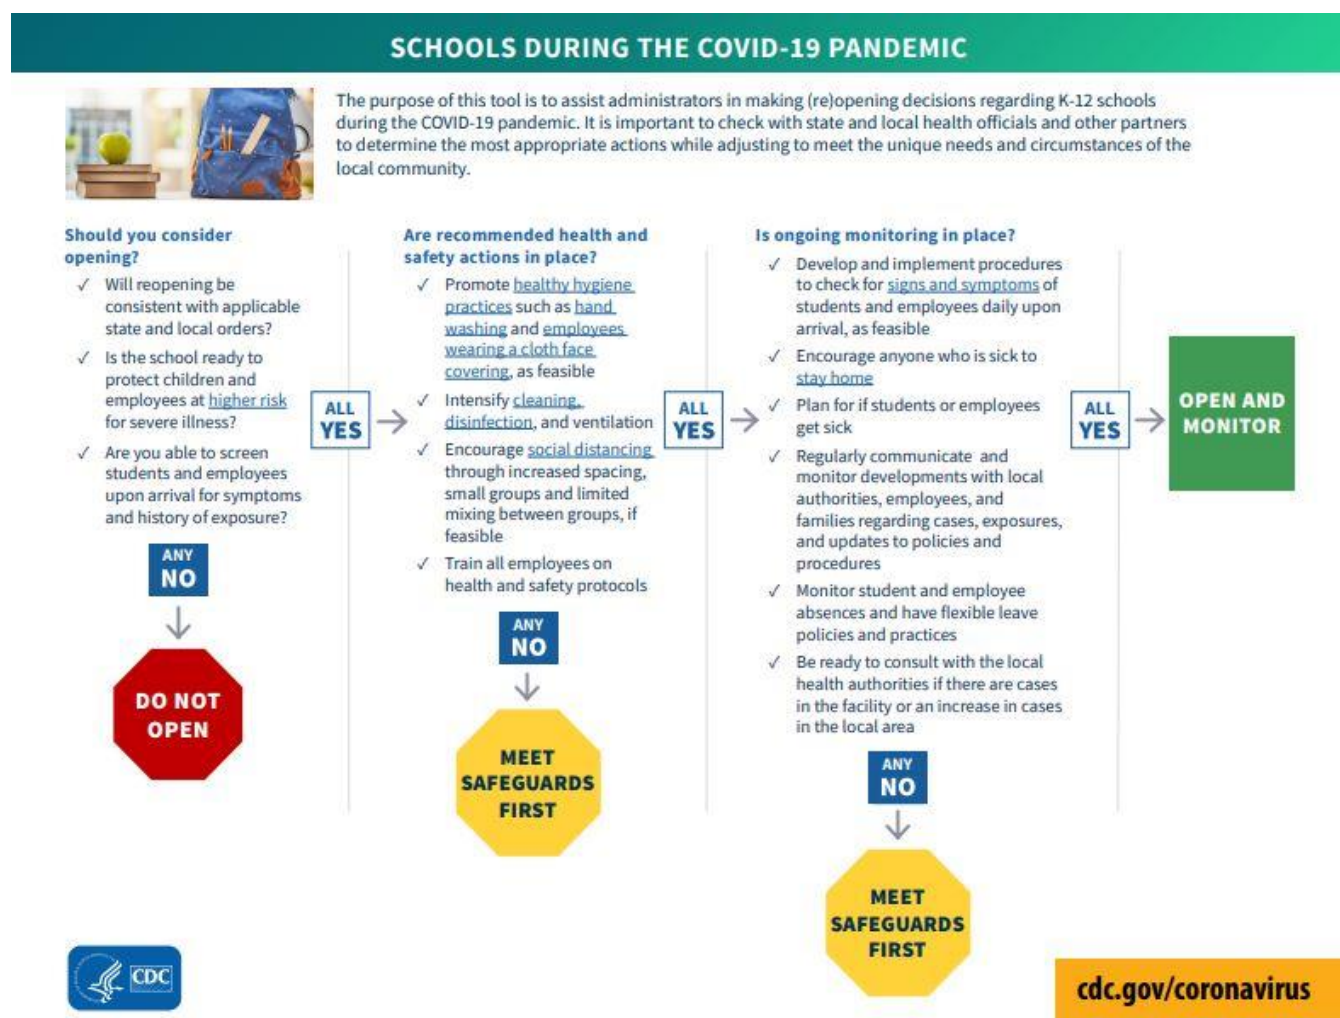 SCHOOLS DURING THE COVID-19 PANDEMIC
The purpose of this tool is to assist administrators in making (re)opening decisions regarding K-12 schools
during the COVID-19 pandemic. It is important to check with state and local health officials and other partners
to determine the most appropriate actions while adjusting to meet the unique needs and circumstances of the
local community.
Should you consider
opening?
✓ Will reopening be
consistent with applicable
state and local orders?
✓ Is the school ready to
protect children and
employees at higher risk
for severe illness?
✓ Are you able to screen
students and employees
upon arrival for symptoms
and history of exposure?
ANY
NO
DO NOT
OPEN
ALL
YES
Are recommended health and
safety actions in place?
✓ Promote healthy hygiene
practices such as hand
washing and employees
wearing a cloth face
covering, as feasible
✓ Intensify cleaning,
disinfection, and ventilation
✓ Encourage social distancing
through increased spacing,
small groups and limited
mixing between groups, if
feasible
✓ Train all employees on
health and safety protocols
ANY
NO
MEET
SAFEGUARDS
FIRST
ALL
YES
Is ongoing monitoring in place?
✓ Develop and implement procedures
to check for signs and symptoms of
students and employees daily upon
arrival, as feasible
✓ Encourage anyone who is sick to
stay home
✓ Plan for if students or employees
get sick
✓ Regularly communicate and
monitor developments with local
authorities, employees, and
families regarding cases, exposures,
and updates to policies and
procedures
✓ Monitor student and employee
absences and have flexible leave
policies and practices
✓ Be ready to consult with the local
health authorities if there are cases
in the facility or an increase in cases
in the local area
ANY
NO
MEET
SAFEGUARDS
FIRST
ALL
YES
OPEN AND
MONITOR
CDC
cdc.gov/coronavirus